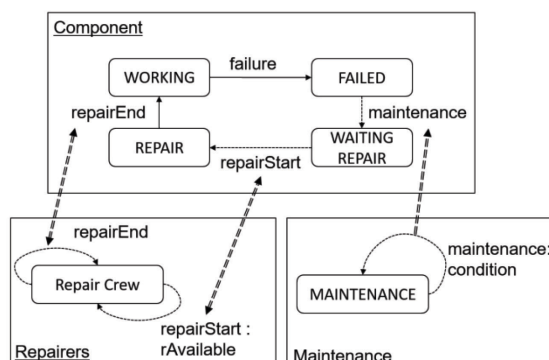 Component
failure
WORKING
FAILED
repairEnd
maintenance
REPAIR
WAITING
REPAIR
repairStart
repairEnd
Repair Crew
repairStart :
rAvailable
Repairers
maintenance:
condition
MAINTENANCE
Maintenance